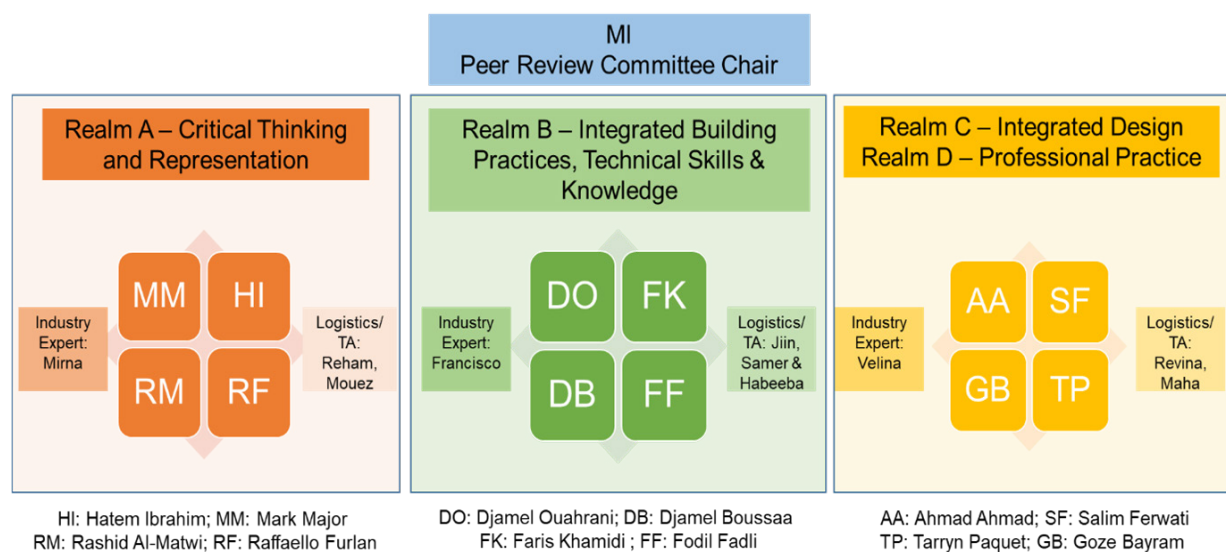 MI
Peer Review Committee Chair
Realm A – Critical Thinking
and Representation
MM
HI
RM
RF
Industry
Expert:
Mirna
Logistics/
TA:
Reham,
Mouez
HI: Hatem Ibrahim; MM: Mark Major
RM: Rashid Al-Matwi; RF: Raffaello Furlan
Realm B – Integrated Building
Practices, Technical Skills &
Knowledge
DO
FK
DB
FF
Industry
Expert:
Francisco
Logistics/
TA: Jiin,
Samer &
Habeeba
DO: Djamel Ouahrani; DB: Djamel Boussaa
FK: Faris Khamidi ; FF: Fodil Fadli
Realm C – Integrated Design
Realm D – Professional Practice
AA
SF
GB
TP
Industry
Expert:
Velina
Logistics/
TA:
Revina,
Maha
AA: Ahmad Ahmad; SF: Salim Ferwati
TP: Tarryn Paquet; GB: Goze Bayram